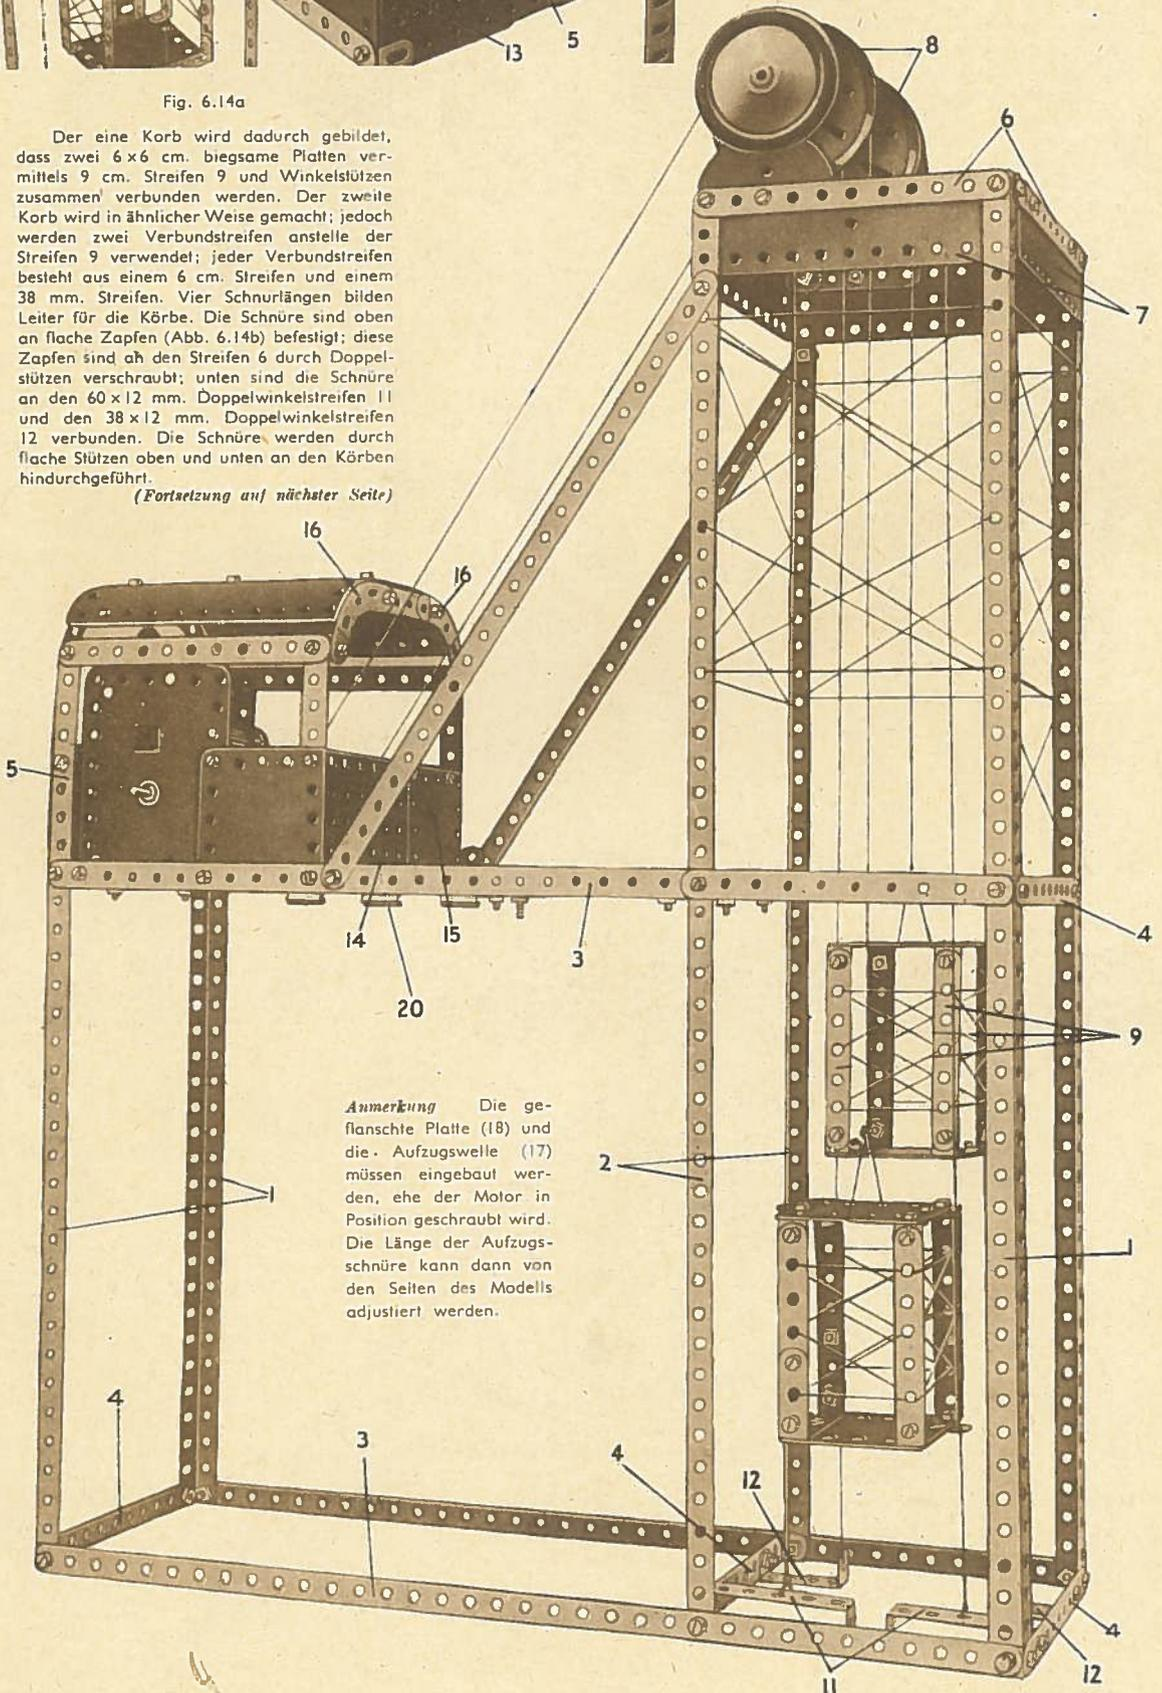 5
13
8
Fig. 6.14a
Der eine Korb wird dadurch gebildet,
dass zwei 6×6 cm. biegsame Platten ver-
mittels 9 cm. Streifen 9 und Winkelstützen
zusammen verbunden werden. Der zweite
Korb wird in ähnlicher Weise gemacht; jedoch
werden zwei Verbundstreifen anstelle der
Streifen 9 verwendet; jeder Verbundstreifen
besteht aus einem 6 cm. Streifen und einem
38 mm. Streifen. Vier Schnurlängen bilden
Leiter für die Körbe. Die Schnüre sind oben
an flache Zapfen (Abb. 6.14b) befestigt; diese
Zapfen sind an den Streifen 6 durch Doppel-
stützen verschraubt; unten sind die Schnüre
an den 60×12 mm. Doppelwinkelstreifen 11
und den 38×12 mm. Doppelwinkelstreifen
12 verbunden. Die Schnüre werden durch
flache Stützen oben und unten an den Körben
hindurchgeführt.
(Fortsetzung auf nächster Seite)
6
7
16
16
5
14
15
3
4
20
9
Anmerkung Die ge-
flanschte Platte (18) und
die Aufzugswelle (17)
müssen eingebaut wer-
den, ehe der Motor in
Position geschraubt wird.
Die Länge der Aufzugs-
schnüre kann dann von
den Seiten des Modells
adjustiert werden.
2
1
1
4
3
4
12
4
12
11